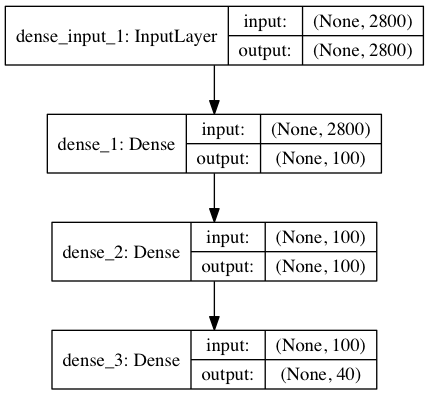 dense_input_1: InputLayer input: (None, 2800)
output: (None, 2800)
dense_1: Dense input: (None, 2800)
output: (None, 100)
dense_2: Dense input: (None, 100)
output: (None, 100)
dense_3: Dense input: (None, 100)
output: (None, 40)